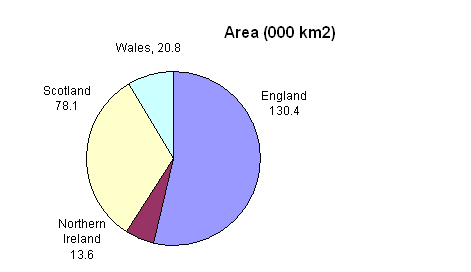 Area (000 km2)
Wales, 20.8
Scotland
78.1
England
130.4
Northern
Ireland
13.6